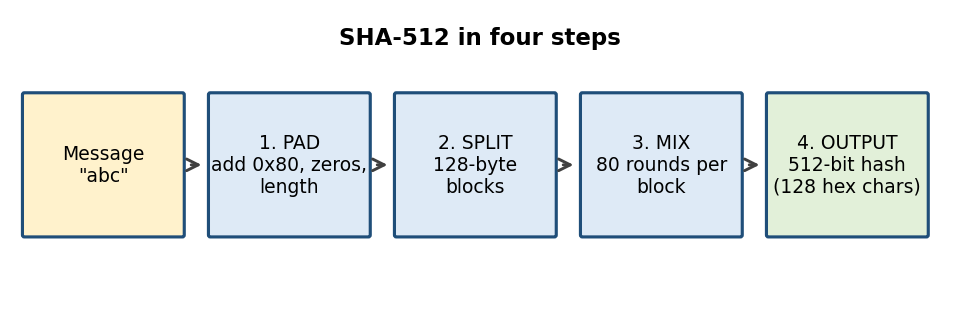 SHA-512 in four steps
Message
"abc"
1. PAD
add 0x80, zeros,
length
2. SPLIT
128-byte
blocks
3. MIX
80 rounds per
block
4. OUTPUT
512-bit hash
(128 hex chars)